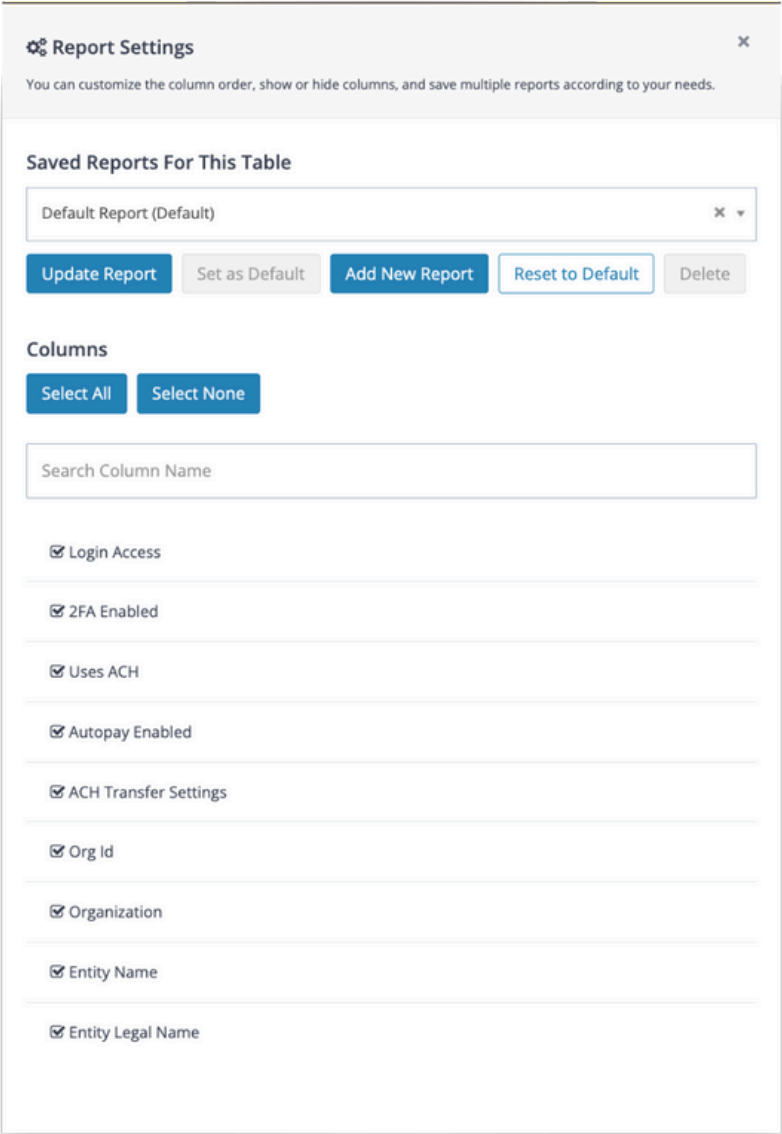 Report Settings
You can customize the column order, show or hide columns, and save multiple reports according to your needs.
Saved Reports For This Table
Default Report (Default)
Update Report Set as Default Add New Report Reset to Default Delete
Columns
Select All Select None
Search Column Name
Login Access
2FA Enabled
Uses ACH
Autopay Enabled
ACH Transfer Settings
Org Id
Organization
Entity Name
Entity Legal Name